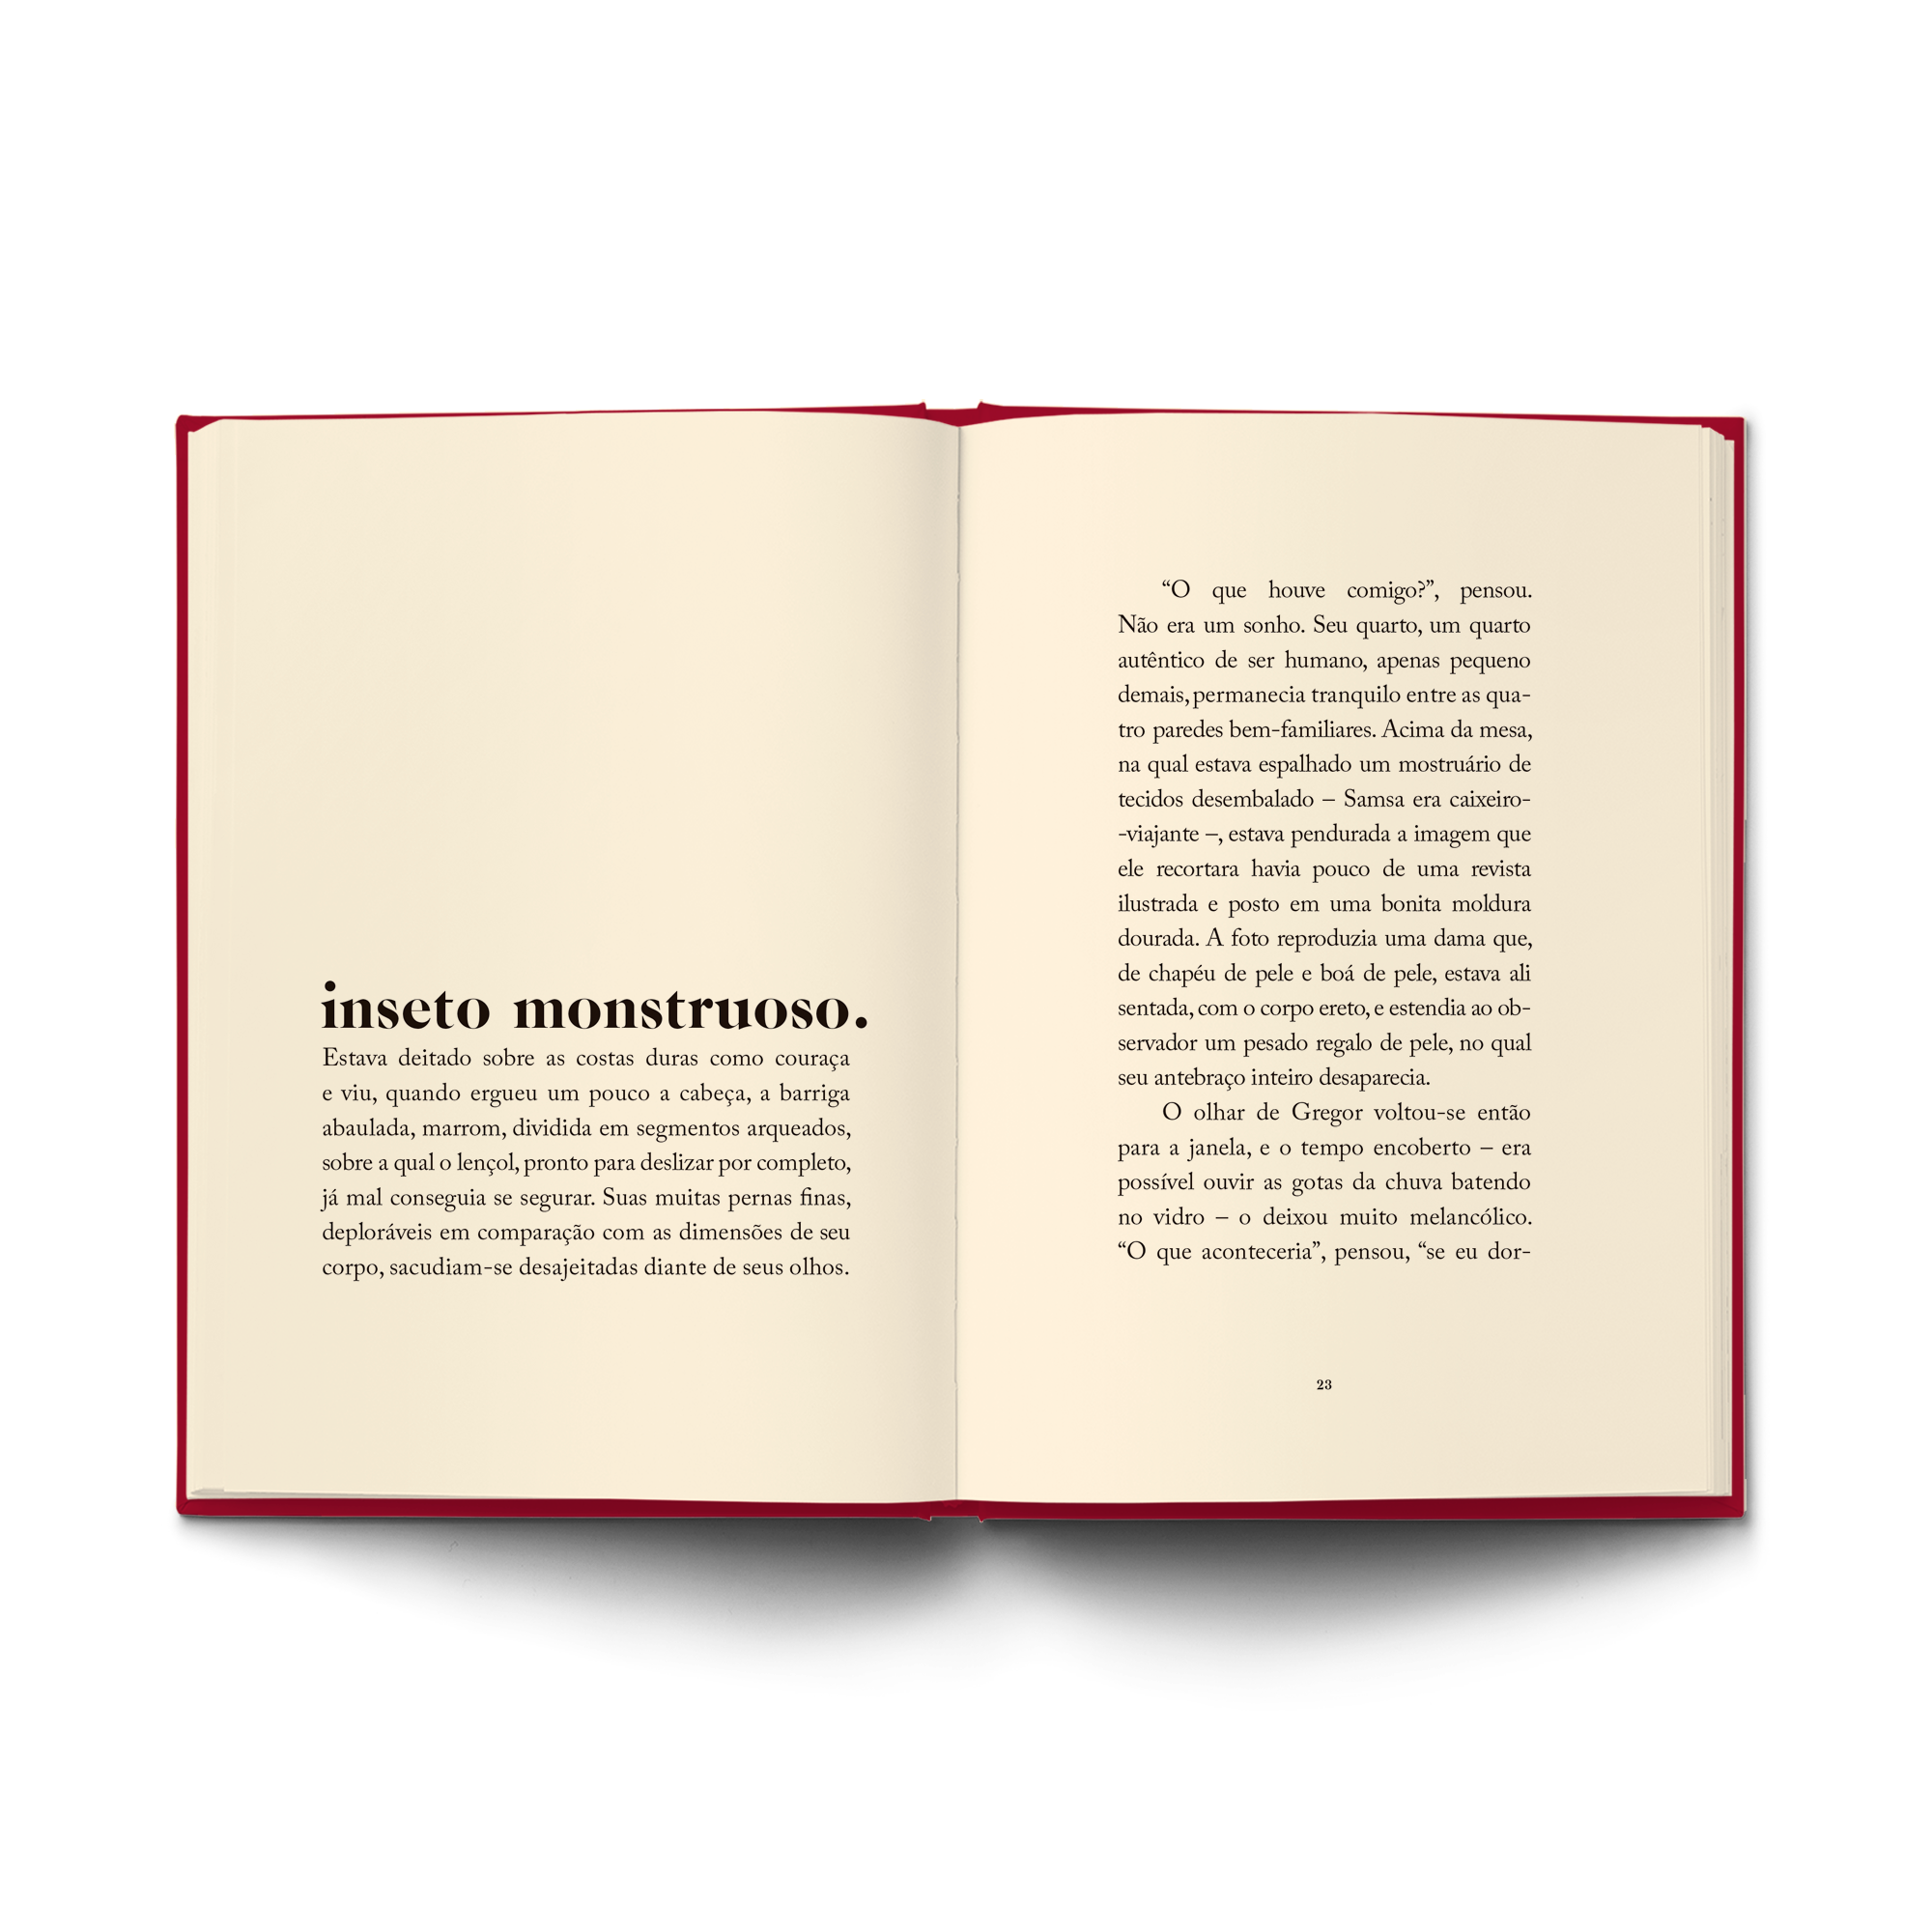 inseto monstruoso.
Estava deitado sobre as costas duras como couraça
e viu, quando ergueu um pouco a cabeça, a barriga
abaulada, marrom, dividida em segmentos arqueados,
sobre a qual o lençol, pronto para deslizar por completo,
já mal conseguia se segurar. Suas muitas pernas finas,
deploráveis em comparação com as dimensões de seu
corpo, sacudiam-se desajeitadas diante de seus olhos.
“O que houve comigo?”, pensou.
Não era um sonho. Seu quarto, um quarto
autêntico de ser humano, apenas pequeno
demais, permanecia tranquilo entre as qua-
tro paredes bem-familiares. Acima da mesa,
na qual estava espalhado um mostruário de
tecidos desembalado – Samsa era caixeiro-
-viajante –, estava pendurada a imagem que
ele recortara havia pouco de uma revista
ilustrada e posto em uma bonita moldura
dourada. A foto reproduzia uma dama que,
de chapéu de pele e boá de pele, estava ali
sentada, com o corpo ereto, e estendia ao ob-
servador um pesado regalo de pele, no qual
seu antebraço inteiro desaparecia.
O olhar de Gregor voltou-se então
para a janela, e o tempo encoberto – era
possível ouvir as gotas da chuva batendo
no vidro – o deixou muito melancólico.
“O que aconteceria”, pensou, “se eu dor-
23